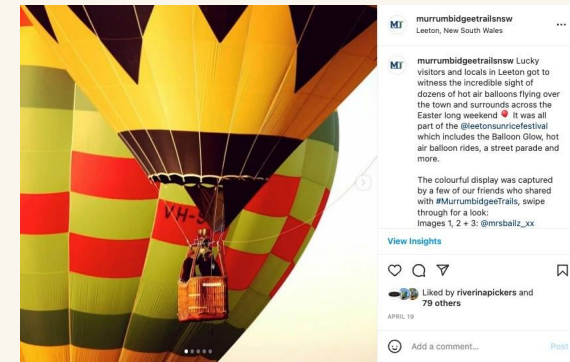 VH-S
MT
murrumbidgeetrailsnsw
Leeton, New South Wales
MT
murrumbidgeetrailsnsw Lucky
visitors and locals in Leeton got to
witness the incredible sight of
dozens of hot air balloons flying over
the town and surrounds across the
Easter long weekend 🎈 It was all
part of the @leetonsunricefestival
which includes the Balloon Glow, hot
air balloon rides, a street parade and
more.
The colourful display was captured
by a few of our friends who shared
with #MurrumbidgeeTrails, swipe
through for a look:
Images 1, 2 + 3: @mrsbailz_xx
View Insights
Liked by riverinapickers and
79 others
APRIL 19
Add a comment...
Post